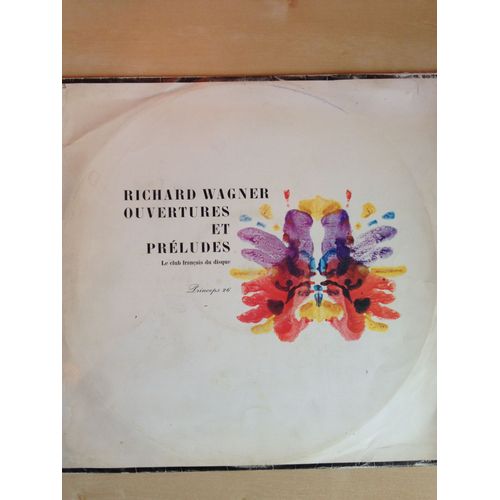 RICHARD WAGNER
OUVERTURES
ET
PRÉLUDES
Le club français du disque
Princeps 26